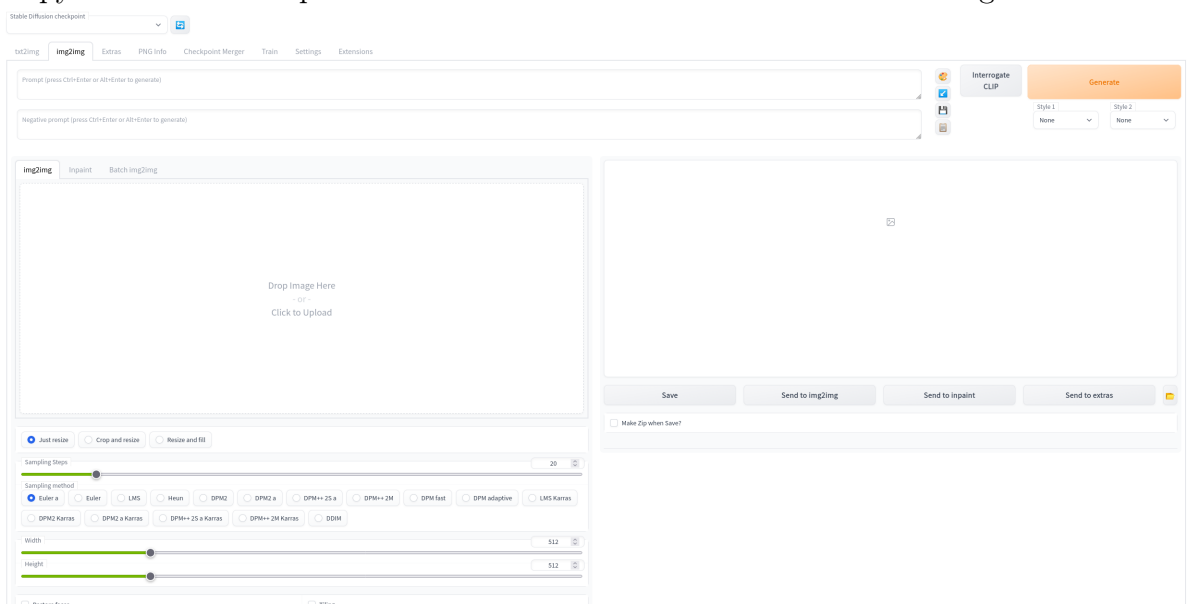 Stable Diffusion checkpoint
txt2img img2img Extras PNG Info Checkpoint Merger Train Settings Extensions
Prompt (press Ctrl+Enter or Alt+Enter to generate)
Interrogate
CLIP
Generate
Negative prompt (press Ctrl+Enter or Alt+Enter to generate)
Style 1 Style 2
None None
img2img Inpaint Batch img2img
Drop Image Here
- or -
Click to Upload
Save Send to img2img Send to inpaint Send to extras
Make Zip when Save?
Just resize Crop and resize Resize and fill
Sampling Steps 20
Sampling method
Euler a Euler LMS Heun DPM2 DPM2 a DPM++ 2S a DPM++ 2M DPM fast DPM adaptive LMS Karras
DPM2 Karras DPM2 a Karras DPM++ 2S a Karras DPM++ 2M Karras DDIM
Width 512
Height 512